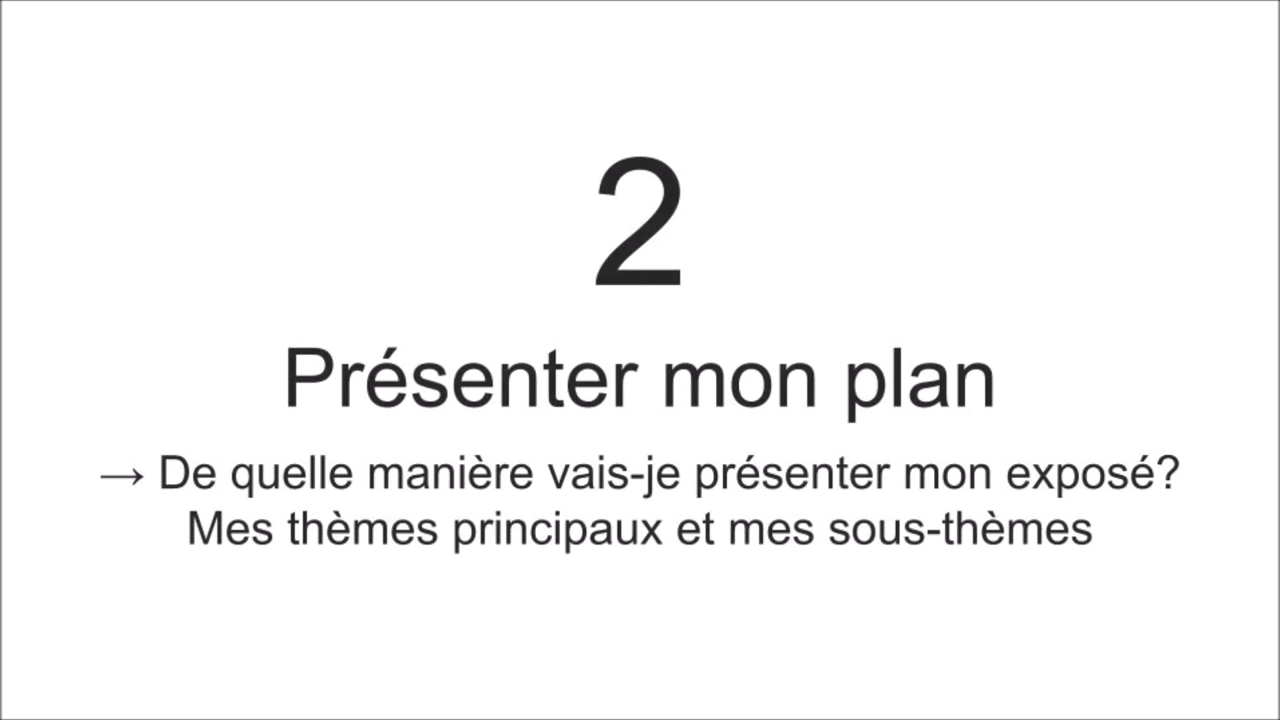 2
Présenter mon plan
→ De quelle manière vais-je présenter mon exposé?
Mes thèmes principaux et mes sous-thèmes